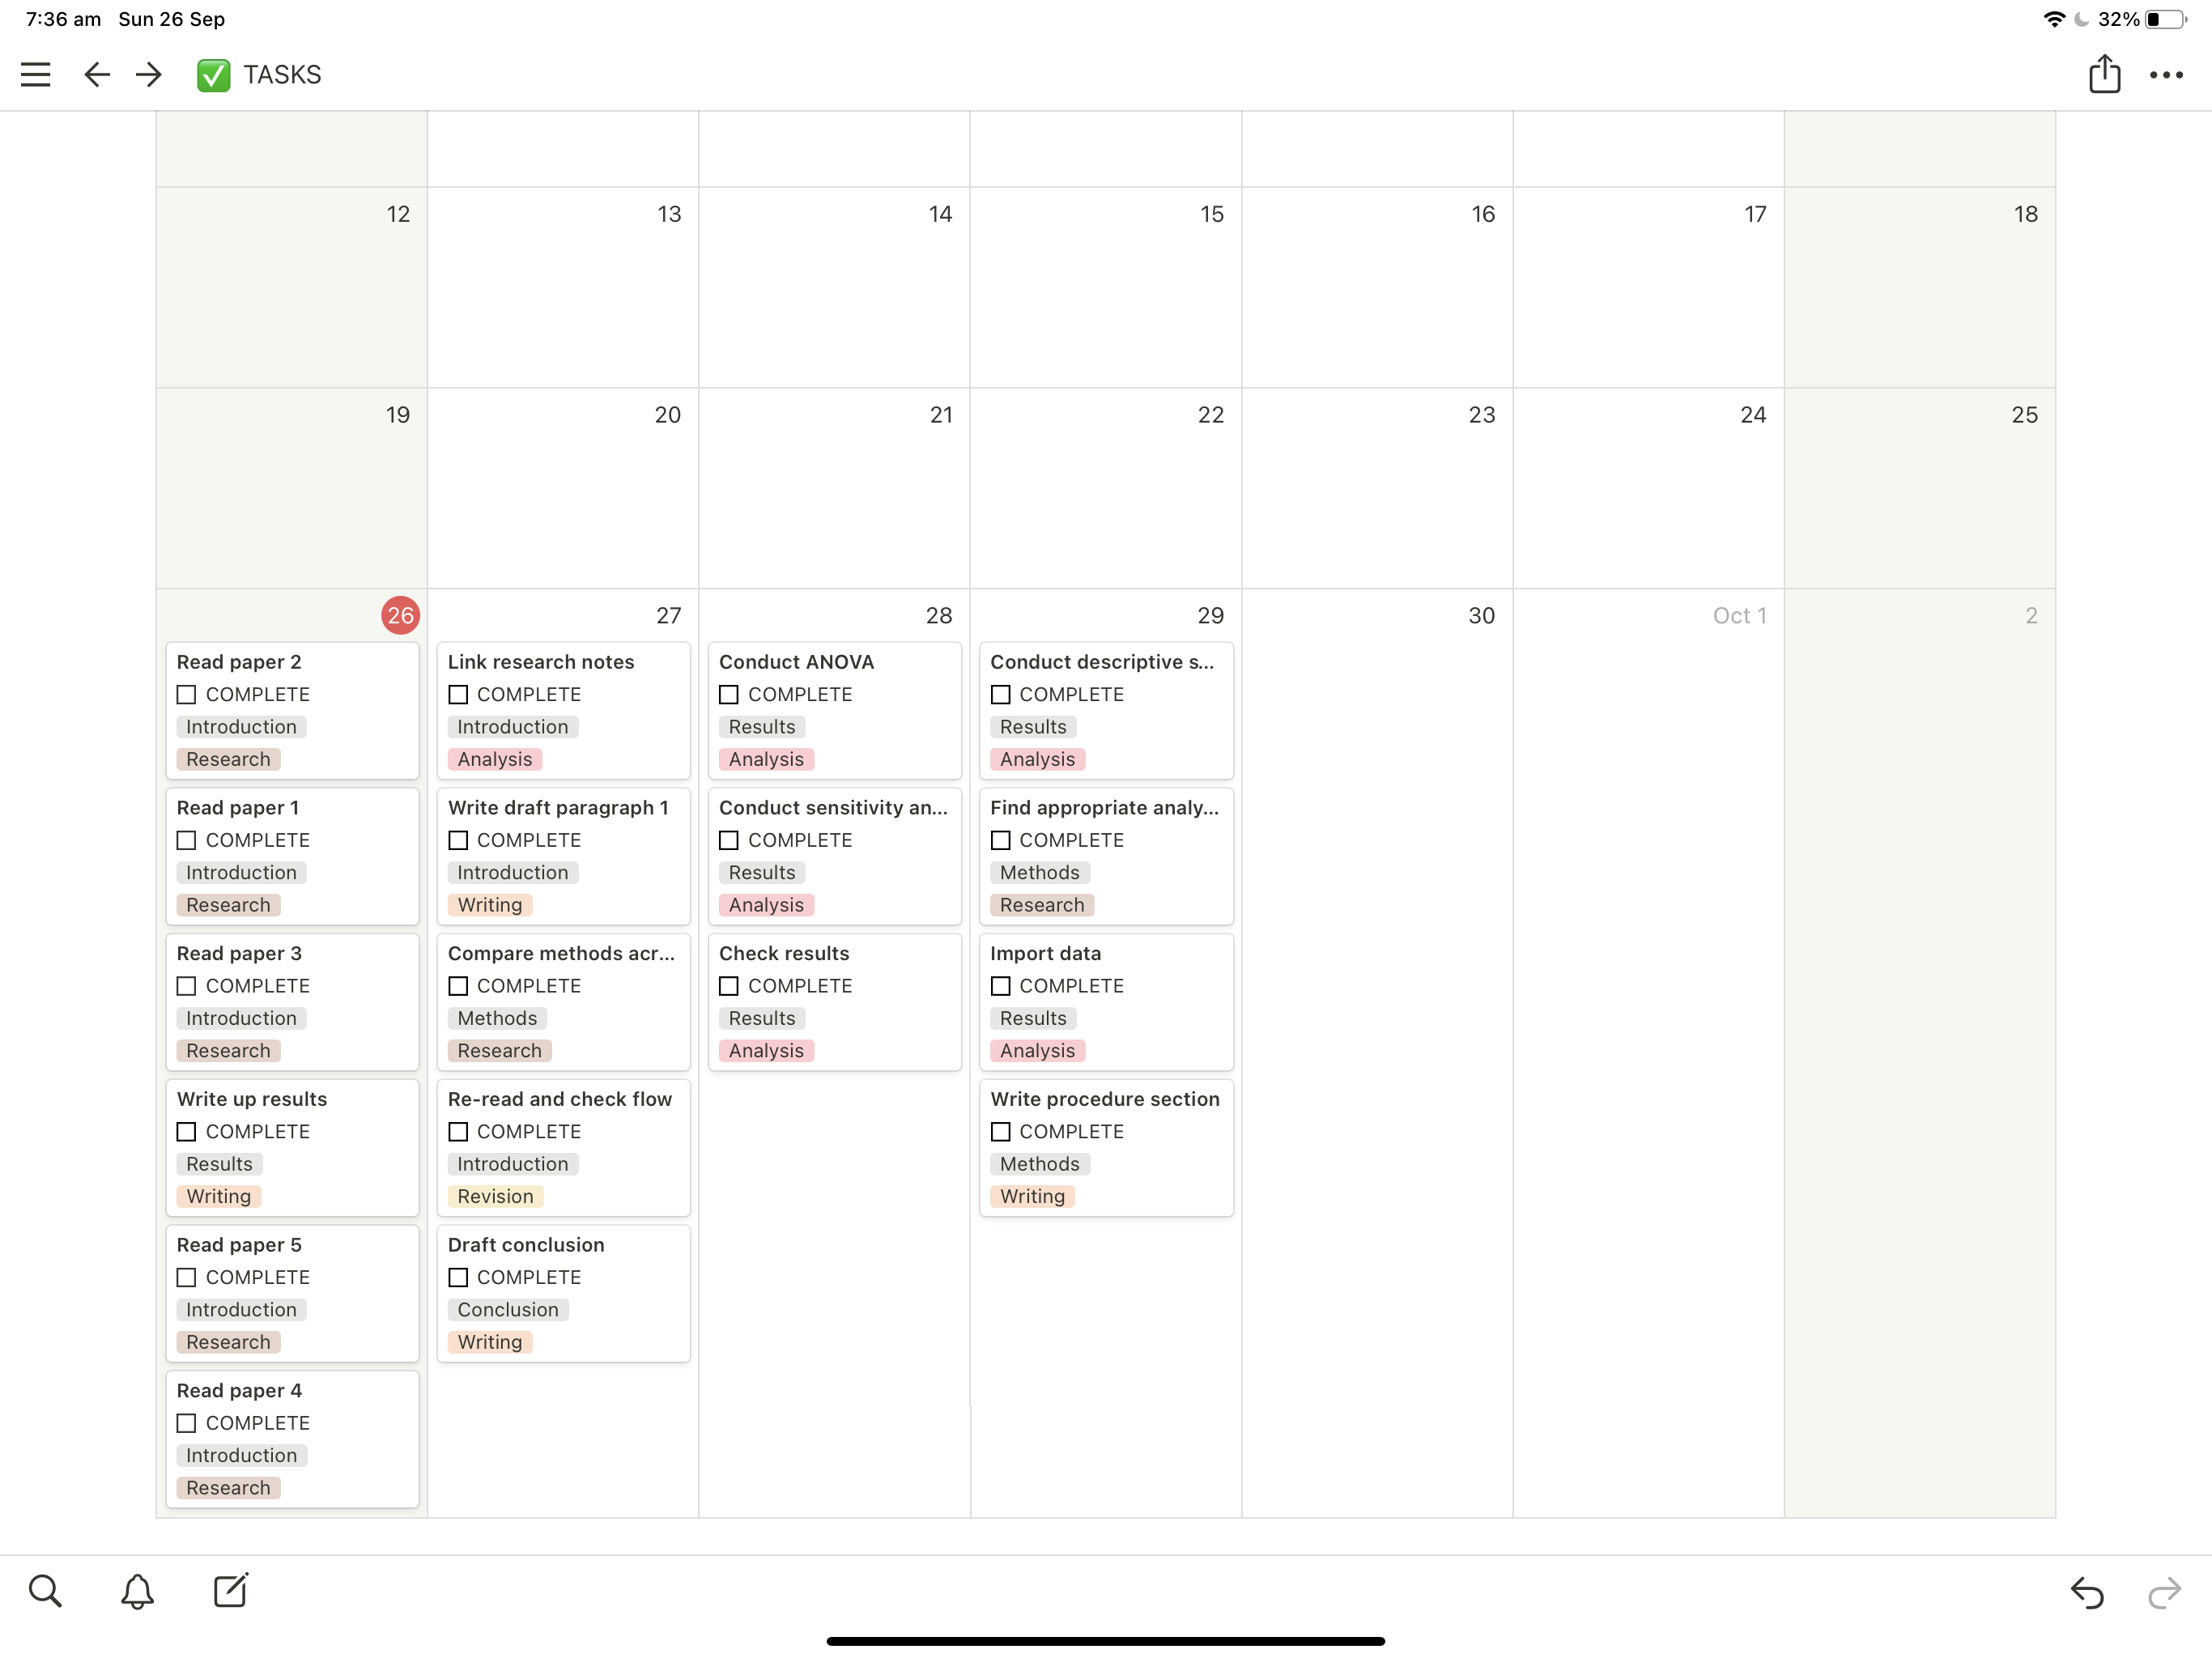 7:36 am Sun 26 Sep 32%
TASKS
12 13 14 15 16 17 18
19 20 21 22 23 24 25
26 27 28 29 30 Oct 1 2
Read paper 2
COMPLETE
Introduction
Research
Read paper 1
COMPLETE
Introduction
Research
Read paper 3
COMPLETE
Introduction
Research
Write up results
COMPLETE
Results
Writing
Read paper 5
COMPLETE
Introduction
Research
Read paper 4
COMPLETE
Introduction
Research
Link research notes
COMPLETE
Introduction
Analysis
Write draft paragraph 1
COMPLETE
Introduction
Writing
Compare methods acr...
COMPLETE
Methods
Research
Re-read and check flow
COMPLETE
Introduction
Revision
Draft conclusion
COMPLETE
Conclusion
Writing
Conduct ANOVA
COMPLETE
Results
Analysis
Conduct sensitivity an...
COMPLETE
Results
Analysis
Check results
COMPLETE
Results
Analysis
Conduct descriptive s...
COMPLETE
Results
Analysis
Find appropriate analy...
COMPLETE
Methods
Research
Import data
COMPLETE
Results
Analysis
Write procedure section
COMPLETE
Methods
Writing